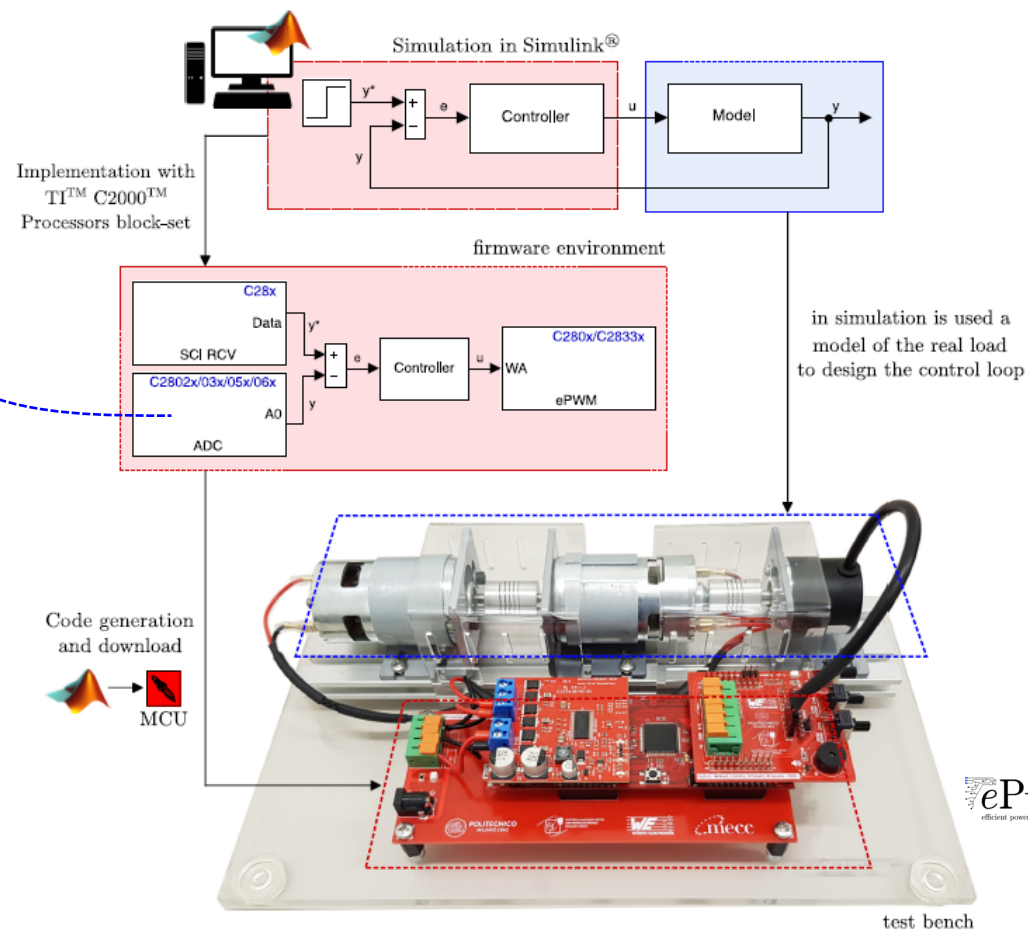 Simulation in Simulink®
y*
+
−
e
Controller
u
Model
y
y
Implementation with
TI™ C2000™
Processors block-set
firmware environment
C28x
Data
SCI RCV
y*
+
−
e
Controller
u
C280x/C2833x
WA
ePWM
C2802x/03x/05x/06x
A0
y
ADC
in simulation is used a
model of the real load
to design the control loop
Code generation
and download
MCU
POLITECNICO
MILANO 1863
WE
mecc
eP
efficient power
test bench